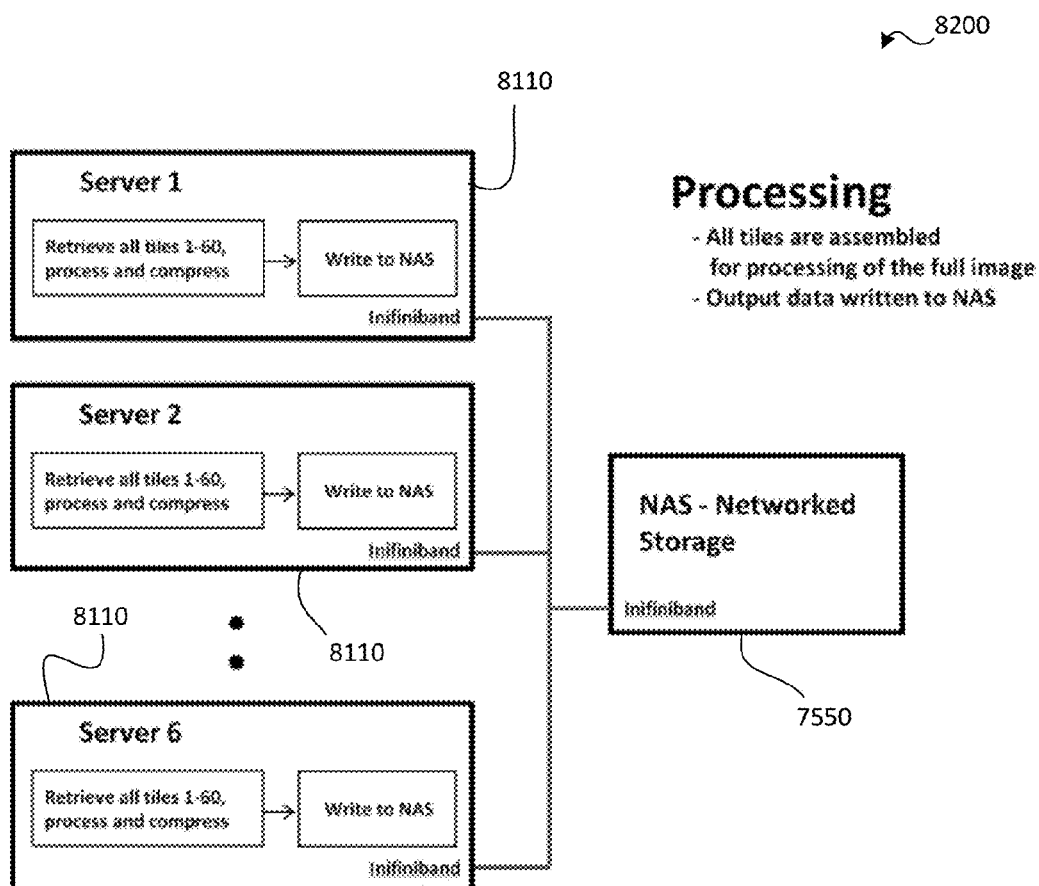 8200
8110
Server 1
Retrieve all tiles 1-60,
process and compress
Write to NAS
Inifiniband
Processing
- All tiles are assembled
for processing of the full image
- Output data written to NAS
Server 2
Retrieve all tiles 1-60,
process and compress
Write to NAS
Inifiniband
8110
NAS - Networked
Storage
Inifiniband
7550
8110
Server 6
Retrieve all tiles 1-60,
process and compress
Write to NAS
Inifiniband